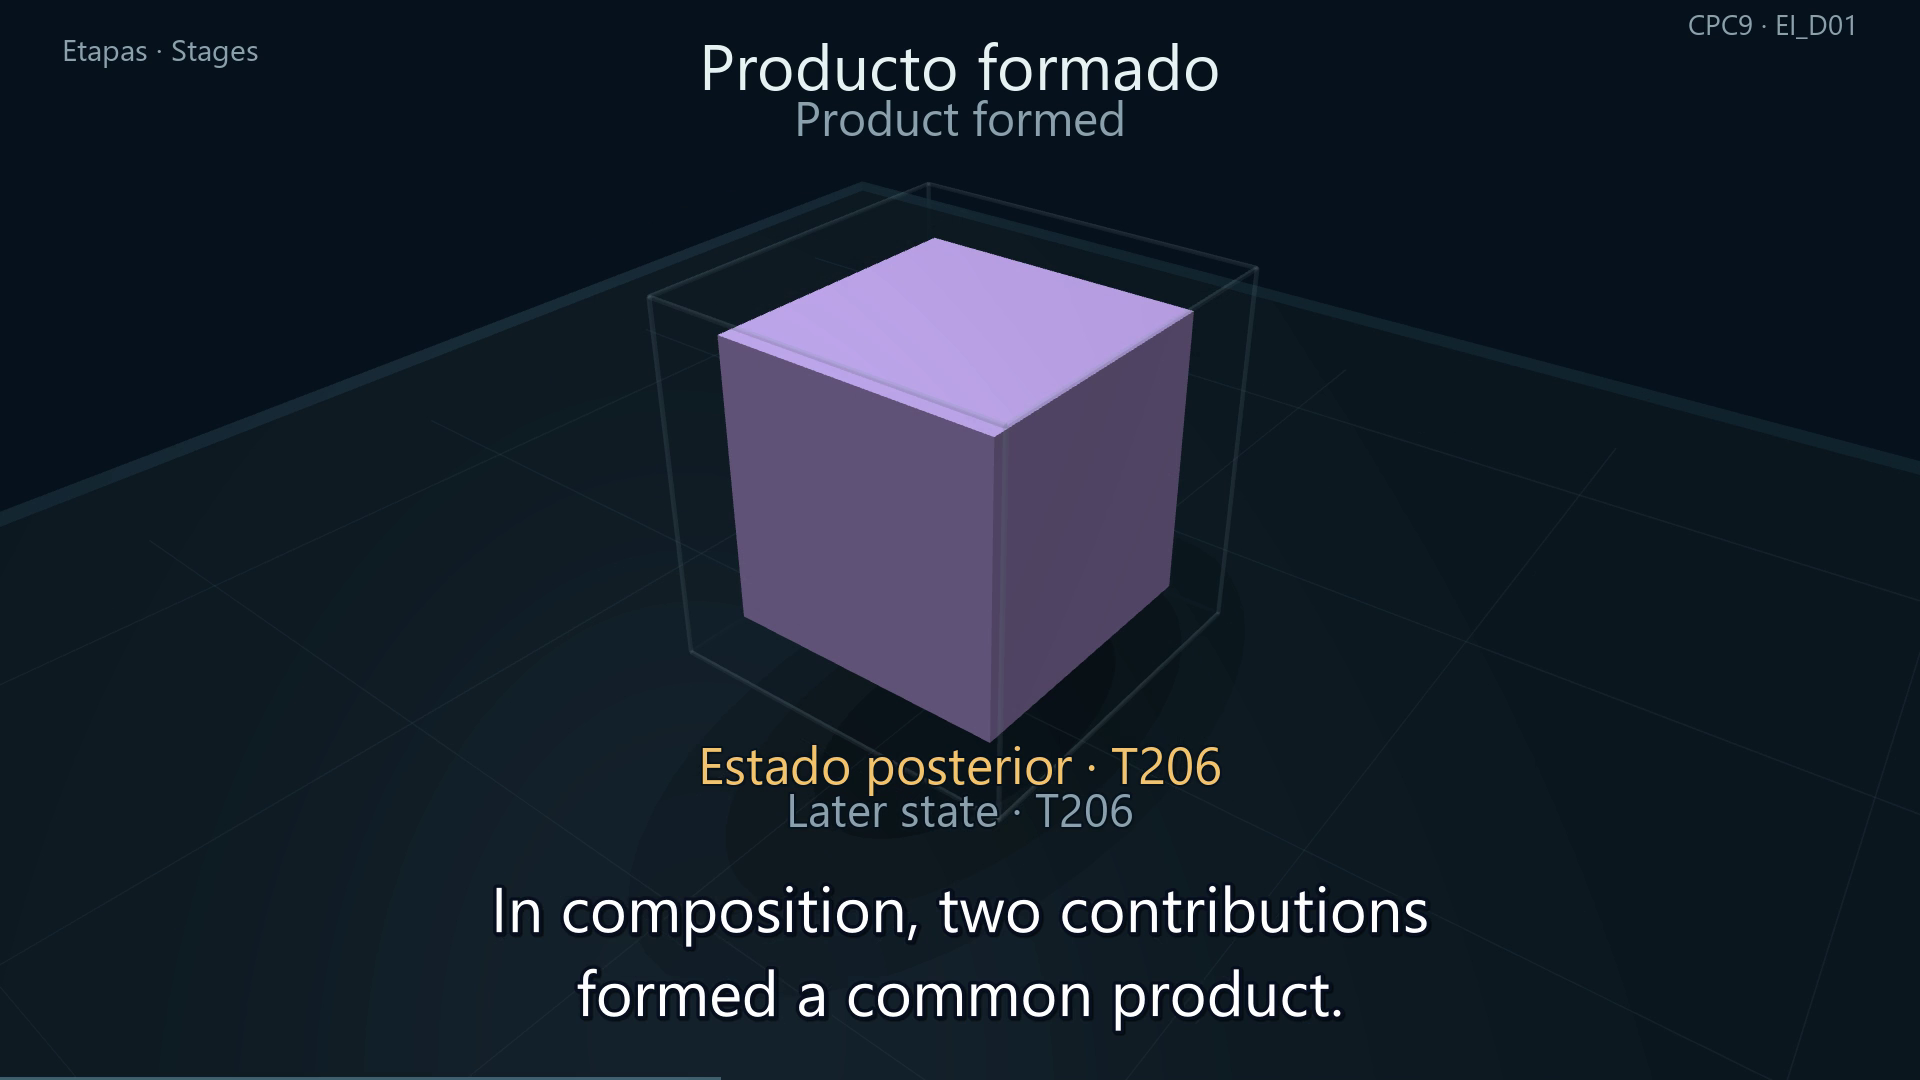 Etapas · Stages
CPC9 · EI_D01
Producto formado
Product formed
Estado posterior · T206
Later state · T206
In composition, two contributions
formed a common product.